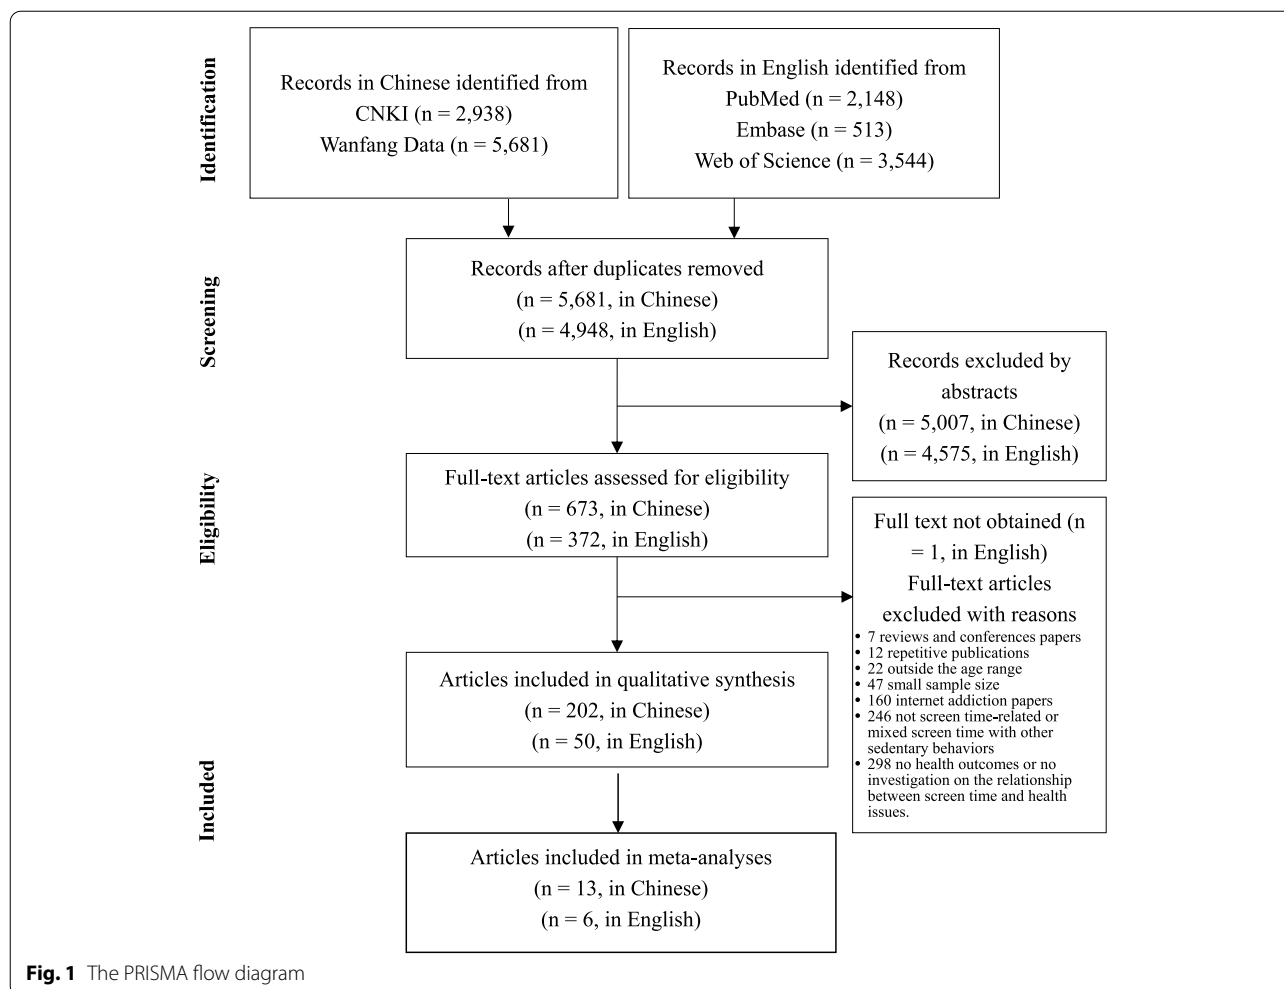 Identification
Records in Chinese identified from
CNKI (n = 2,938)
Wanfang Data (n = 5,681)
Records in English identified from
PubMed (n = 2,148)
Embase (n = 513)
Web of Science (n = 3,544)
Screening
Records after duplicates removed
(n = 5,681, in Chinese)
(n = 4,948, in English)
Records excluded by
abstracts
(n = 5,007, in Chinese)
(n = 4,575, in English)
Eligibility
Full-text articles assessed for eligibility
(n = 673, in Chinese)
(n = 372, in English)
Full text not obtained (n
= 1, in English)
Full-text articles
excluded with reasons
• 7 reviews and conferences papers
• 12 repetitive publications
• 22 outside the age range
• 47 small sample size
• 160 internet addiction papers
• 246 not screen time-related or
mixed screen time with other
sedentary behaviors
• 298 no health outcomes or no
investigation on the relationship
between screen time and health
issues.
Included
Articles included in qualitative synthesis
(n = 202, in Chinese)
(n = 50, in English)
Articles included in meta-analyses
(n = 13, in Chinese)
(n = 6, in English)
Fig. 1 The PRISMA flow diagram